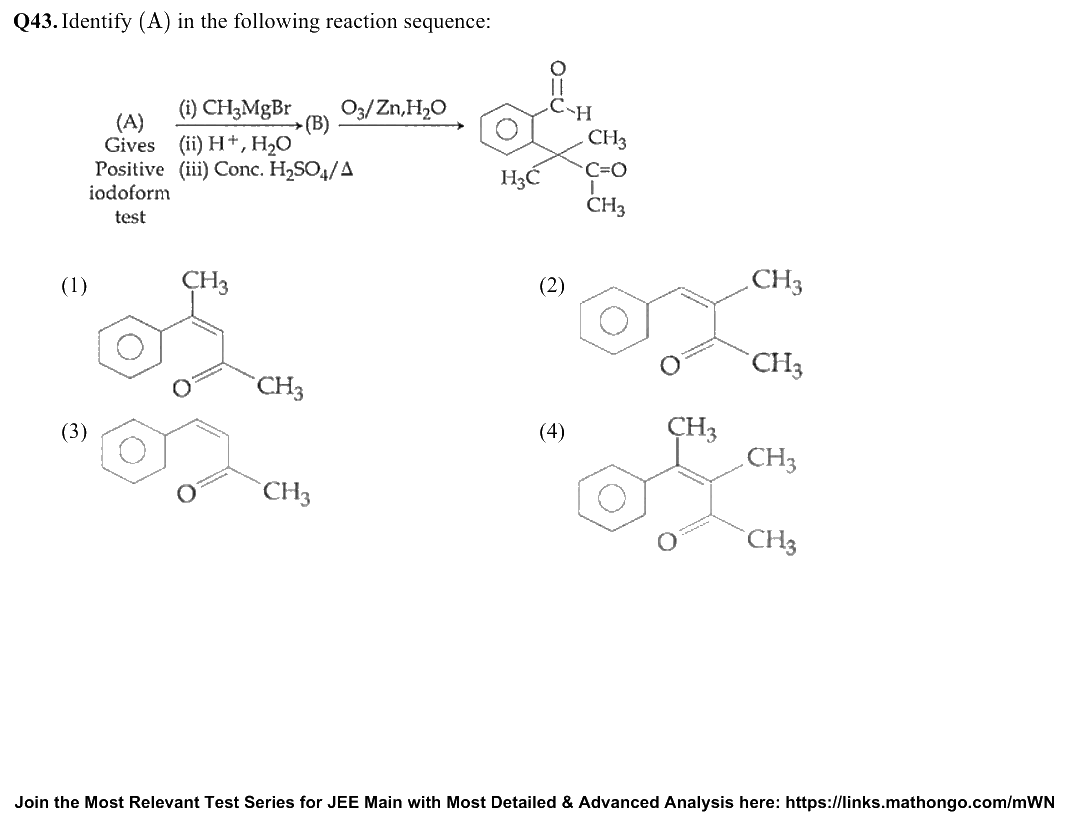 Q43. Identify (A) in the following reaction sequence:
O
(i) CH3MgBr O3/Zn,H2O C-H
(A) (B)
Gives (ii) H+, H2O CH3
Positive (iii) Conc. H2SO4/Δ H3C C=O
iodoform
test CH3
(1) CH3 (2) CH3
O CH3 O CH3
(3) (4) CH3
CH3
O CH3
O CH3
Join the Most Relevant Test Series for JEE Main with Most Detailed & Advanced Analysis here: https://links.mathongo.com/mWN